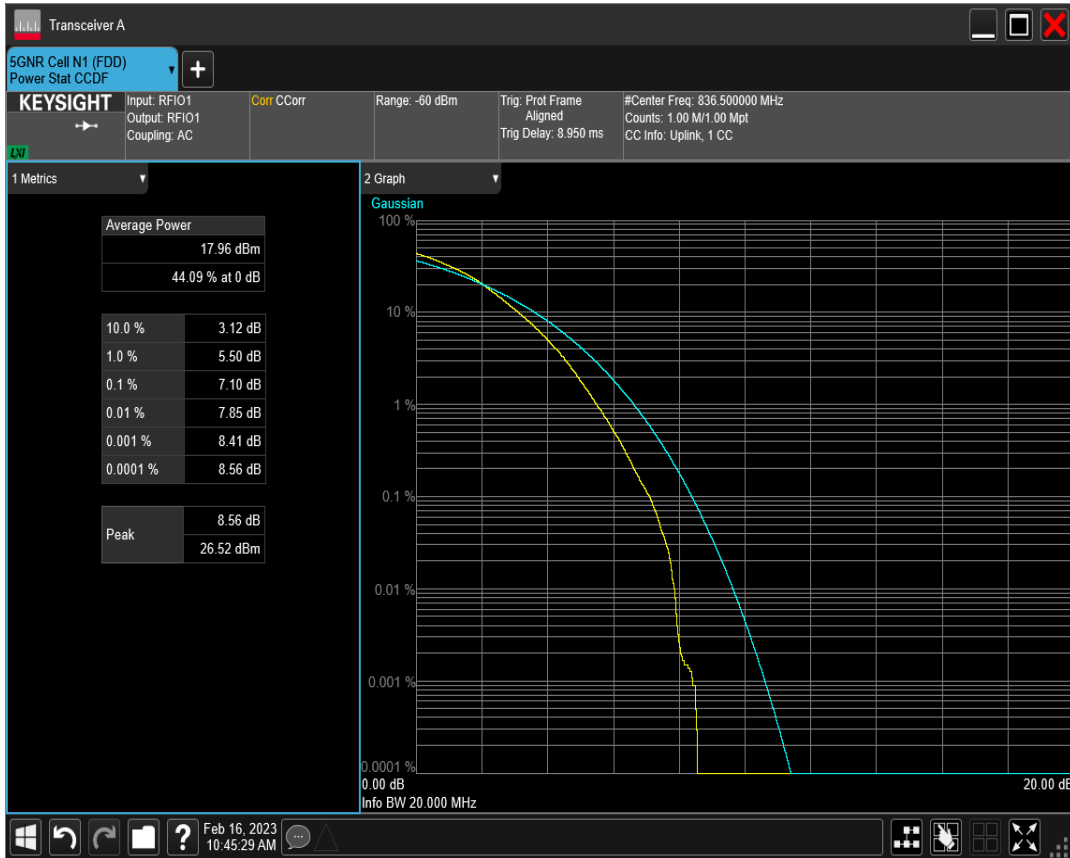 Transceiver A
5GNR Cell N1 (FDD)
Power Stat CCDF
+
KEYSIGHT
LXI
Input: RFIO1
Output: RFIO1
Coupling: AC
Corr CCorr
Range: -60 dBm
Trig: Prot Frame
Aligned
Trig Delay: 8.950 ms
#Center Freq: 836.500000 MHz
Counts: 1.00 M/1.00 Mpt
CC Info: Uplink, 1 CC
1 Metrics
Average Power
17.96 dBm
44.09 % at 0 dB
10.0 % 3.12 dB
1.0 % 5.50 dB
0.1 % 7.10 dB
0.01 % 7.85 dB
0.001 % 8.41 dB
0.0001 % 8.56 dB
Peak
8.56 dB
26.52 dBm
2 Graph
Gaussian
100 %
10 %
1 %
0.1 %
0.01 %
0.001 %
0.0001 %
0.00 dB 20.00 dB
Info BW 20.000 MHz
?
Feb 16, 2023
10:45:29 AM